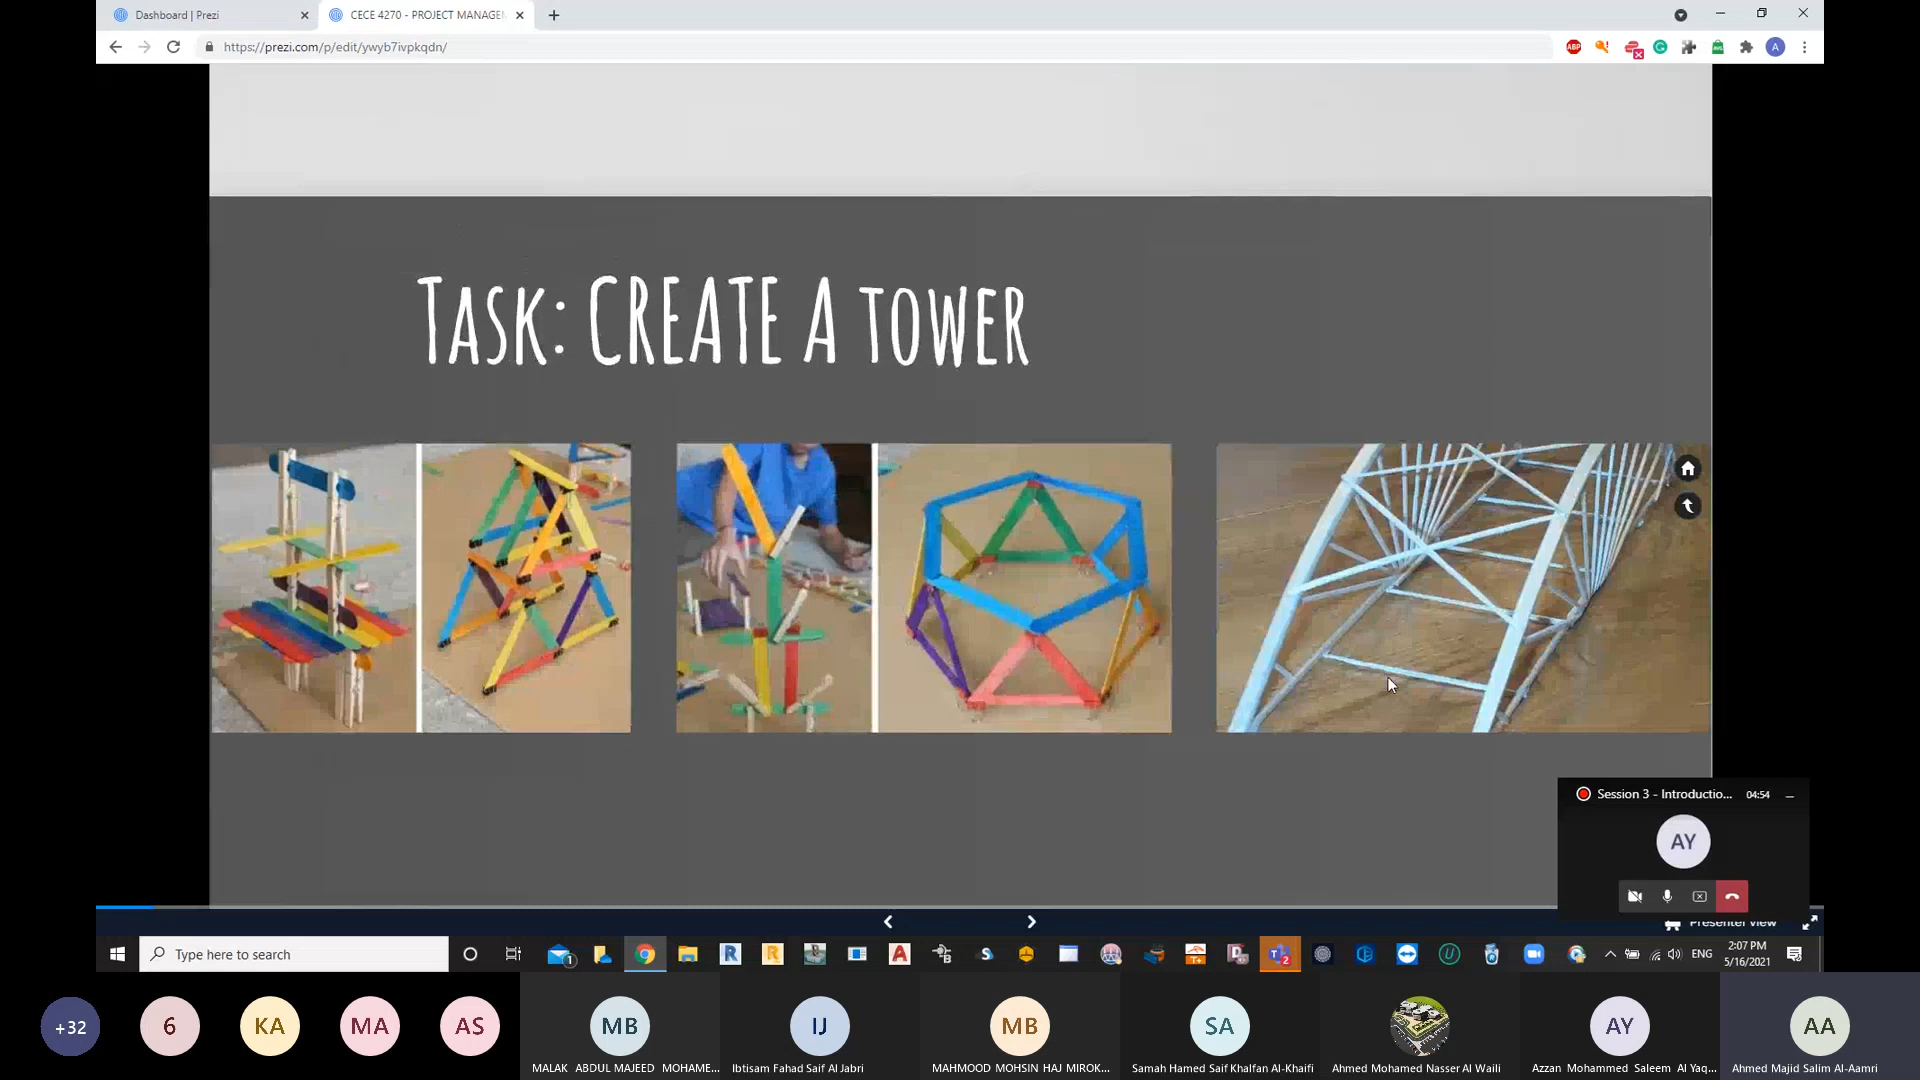 Dashboard | Prezi
CECE 4270 - PROJECT MANAGEM
https://prezi.com/p/edit/ywyb7ivpkqdn/
ABP
A
TASK: CREATE A TOWER
Session 3 - Introductio... 04:54
AY
Presenter view
Type here to search
ENG
2:07 PM
5/16/2021
+32
6
KA
MA
AS
MB
IJ
MB
SA
AY
AA
MALAK ABDUL MAJEED MOHAME...
Ibtisam Fahad Saif Al Jabri
MAHMOOD MOHSIN HAJ MIROK...
Samah Hamed Saif Khalfan Al-Khaifi
Ahmed Mohamed Nasser Al Waili
Azzan Mohammed Saleem Al Yaq...
Ahmed Majid Salim Al-Aamri